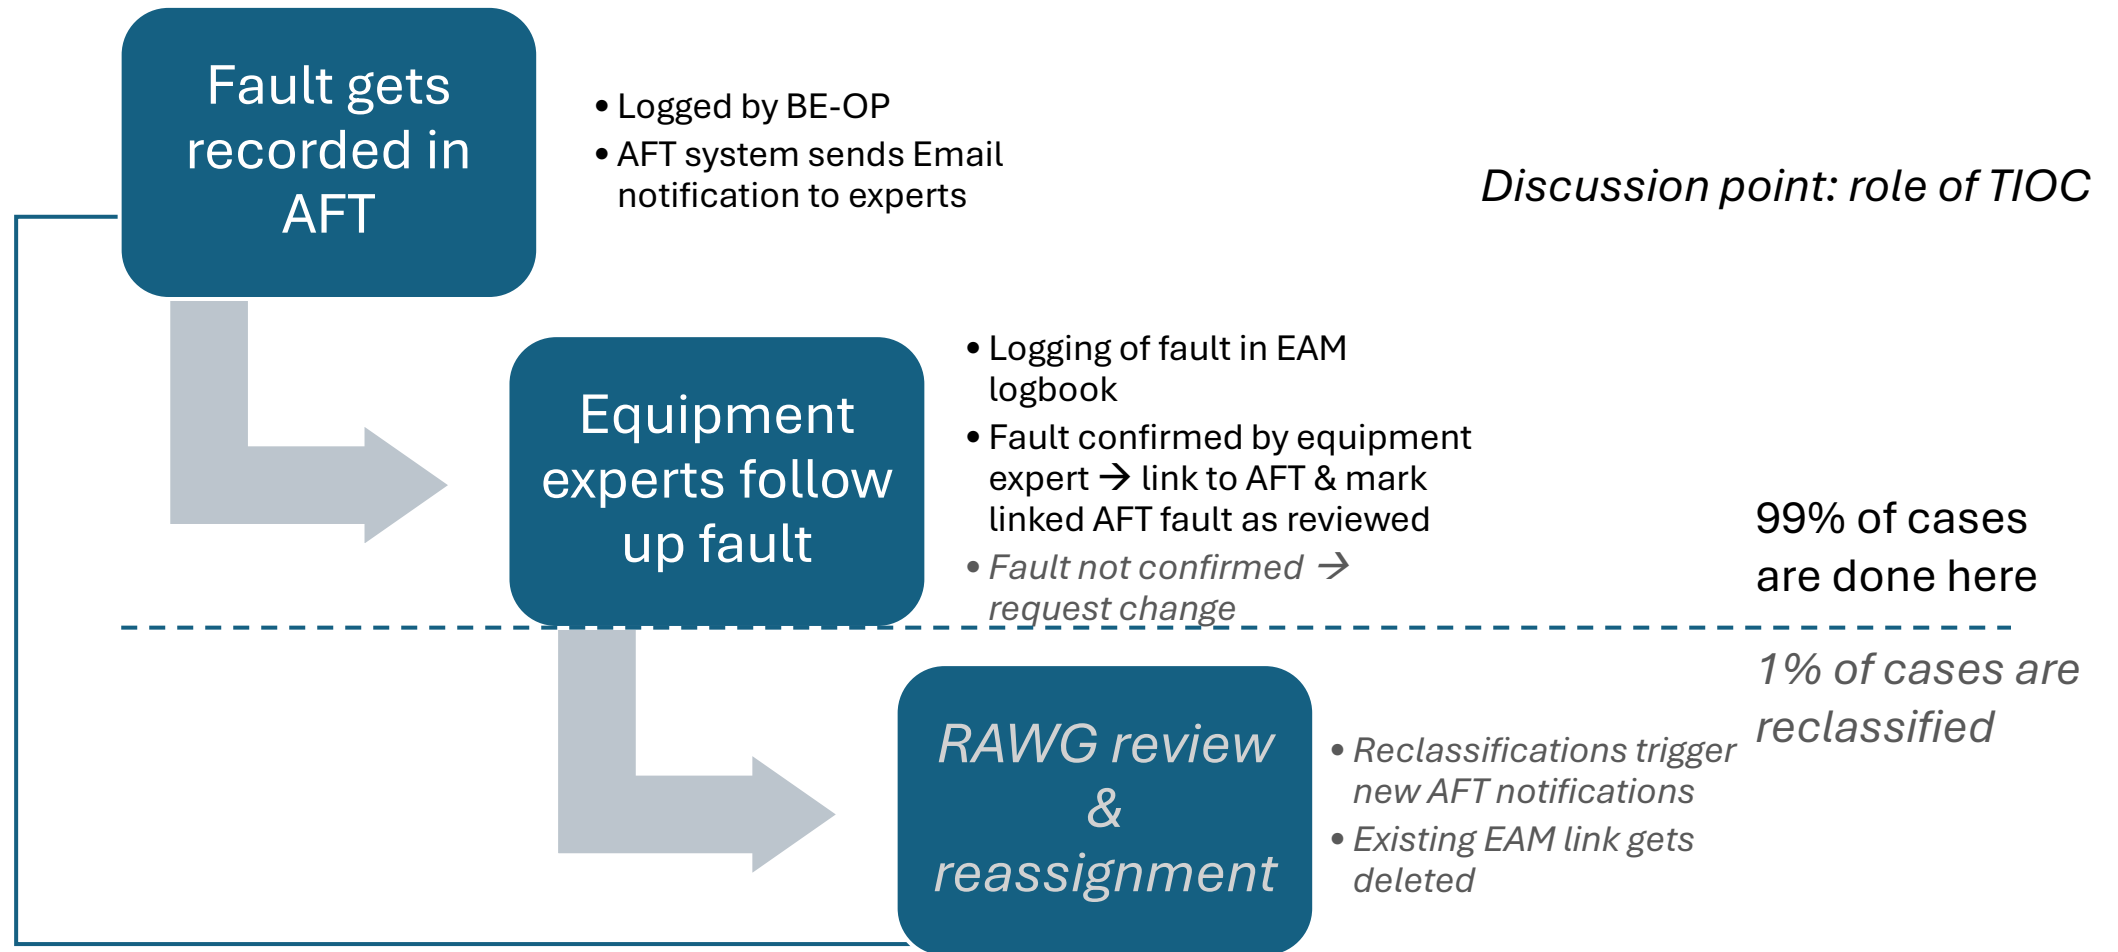 Fault gets
recorded in
AFT
• Logged by BE-OP
• AFT system sends Email
notification to experts
Discussion point: role of TIOC
Equipment
experts follow
up fault
• Logging of fault in EAM
logbook
• Fault confirmed by equipment
expert → link to AFT & mark
linked AFT fault as reviewed
• Fault not confirmed →
request change
99% of cases
are done here
1% of cases are
reclassified
RAWG review
&
reassignment
• Reclassifications trigger
new AFT notifications
• Existing EAM link gets
deleted